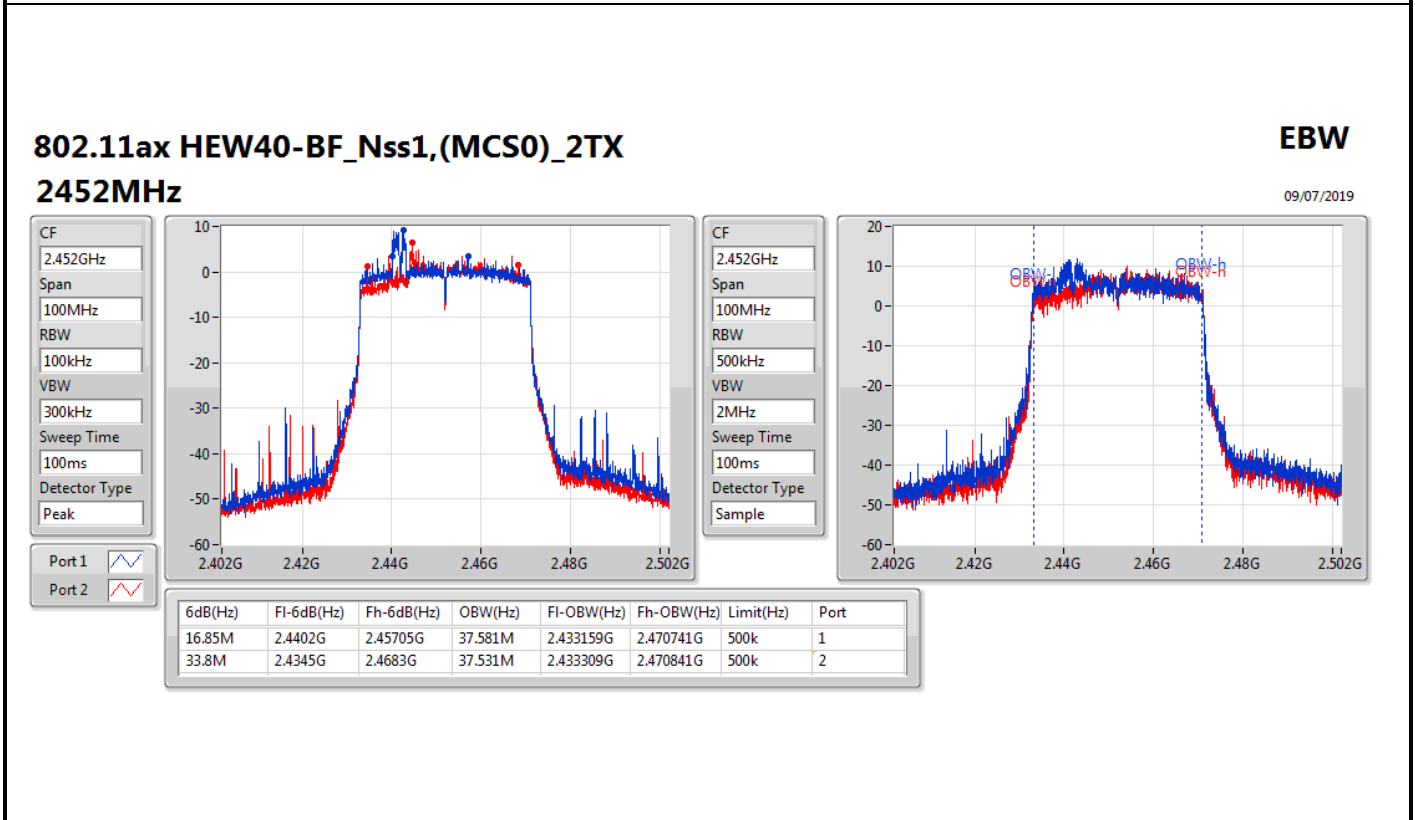 802.11ax HEW40-BF_Nss1,(MCS0)_2TX
EBW
2452MHz
09/07/2019
CF
2.452GHz
Span
100MHz
RBW
100kHz
VBW
300kHz
Sweep Time
100ms
Detector Type
Peak
Port 1
Port 2
10
0
-10
-20
-30
-40
-50
-60
2.402G 2.42G 2.44G 2.46G 2.48G 2.502G
CF
2.452GHz
Span
100MHz
RBW
500kHz
VBW
2MHz
Sweep Time
100ms
Detector Type
Sample
20
10
0
-10
-20
-30
-40
-50
-60
OBW-h
OBW-h
2.402G 2.42G 2.44G 2.46G 2.48G 2.502G
6dB(Hz) Fl-6dB(Hz) Fh-6dB(Hz) OBW(Hz) Fl-OBW(Hz) Fh-OBW(Hz) Limit(Hz) Port
16.85M 2.4402G 2.45705G 37.581M 2.433159G 2.470741G 500k 1
33.8M 2.4345G 2.4683G 37.531M 2.433309G 2.470841G 500k 2